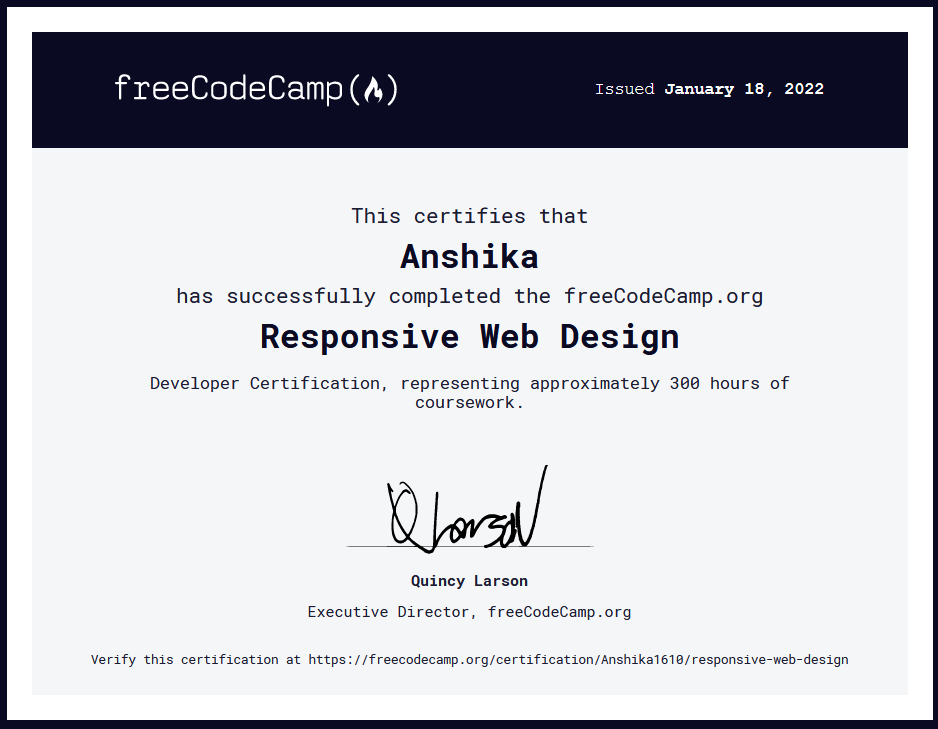 freeCodeCamp(🔥)
Issued January 18, 2022
This certifies that
Anshika
has successfully completed the freeCodeCamp.org
Responsive Web Design
Developer Certification, representing approximately 300 hours of
coursework.
Q Larson
Quincy Larson
Executive Director, freeCodeCamp.org
Verify this certification at https://freecodecamp.org/certification/Anshika1610/responsive-web-design